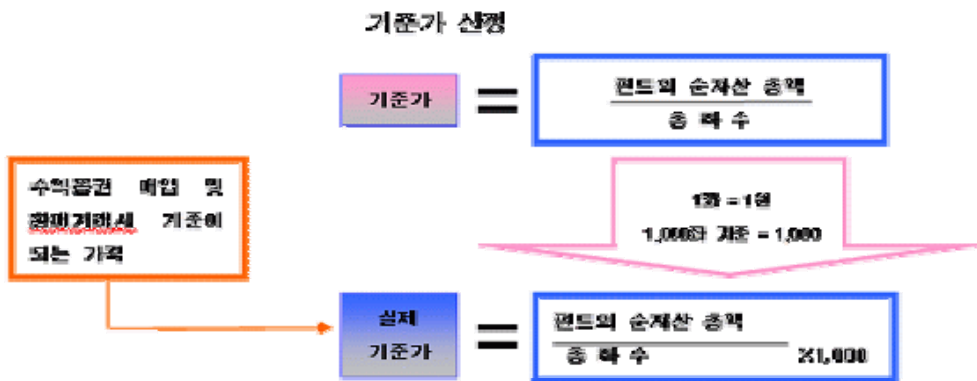 기준가 산정
기준가 = 펀드의 순자산 총액
총 좌 수
수익증권 매입 및
환매거래시 기준이
되는 가격
1좌 = 1원
1,000좌 기준 = 1,000
실제
기준가 = 펀드의 순자산 총액
총 좌 수 X1,000